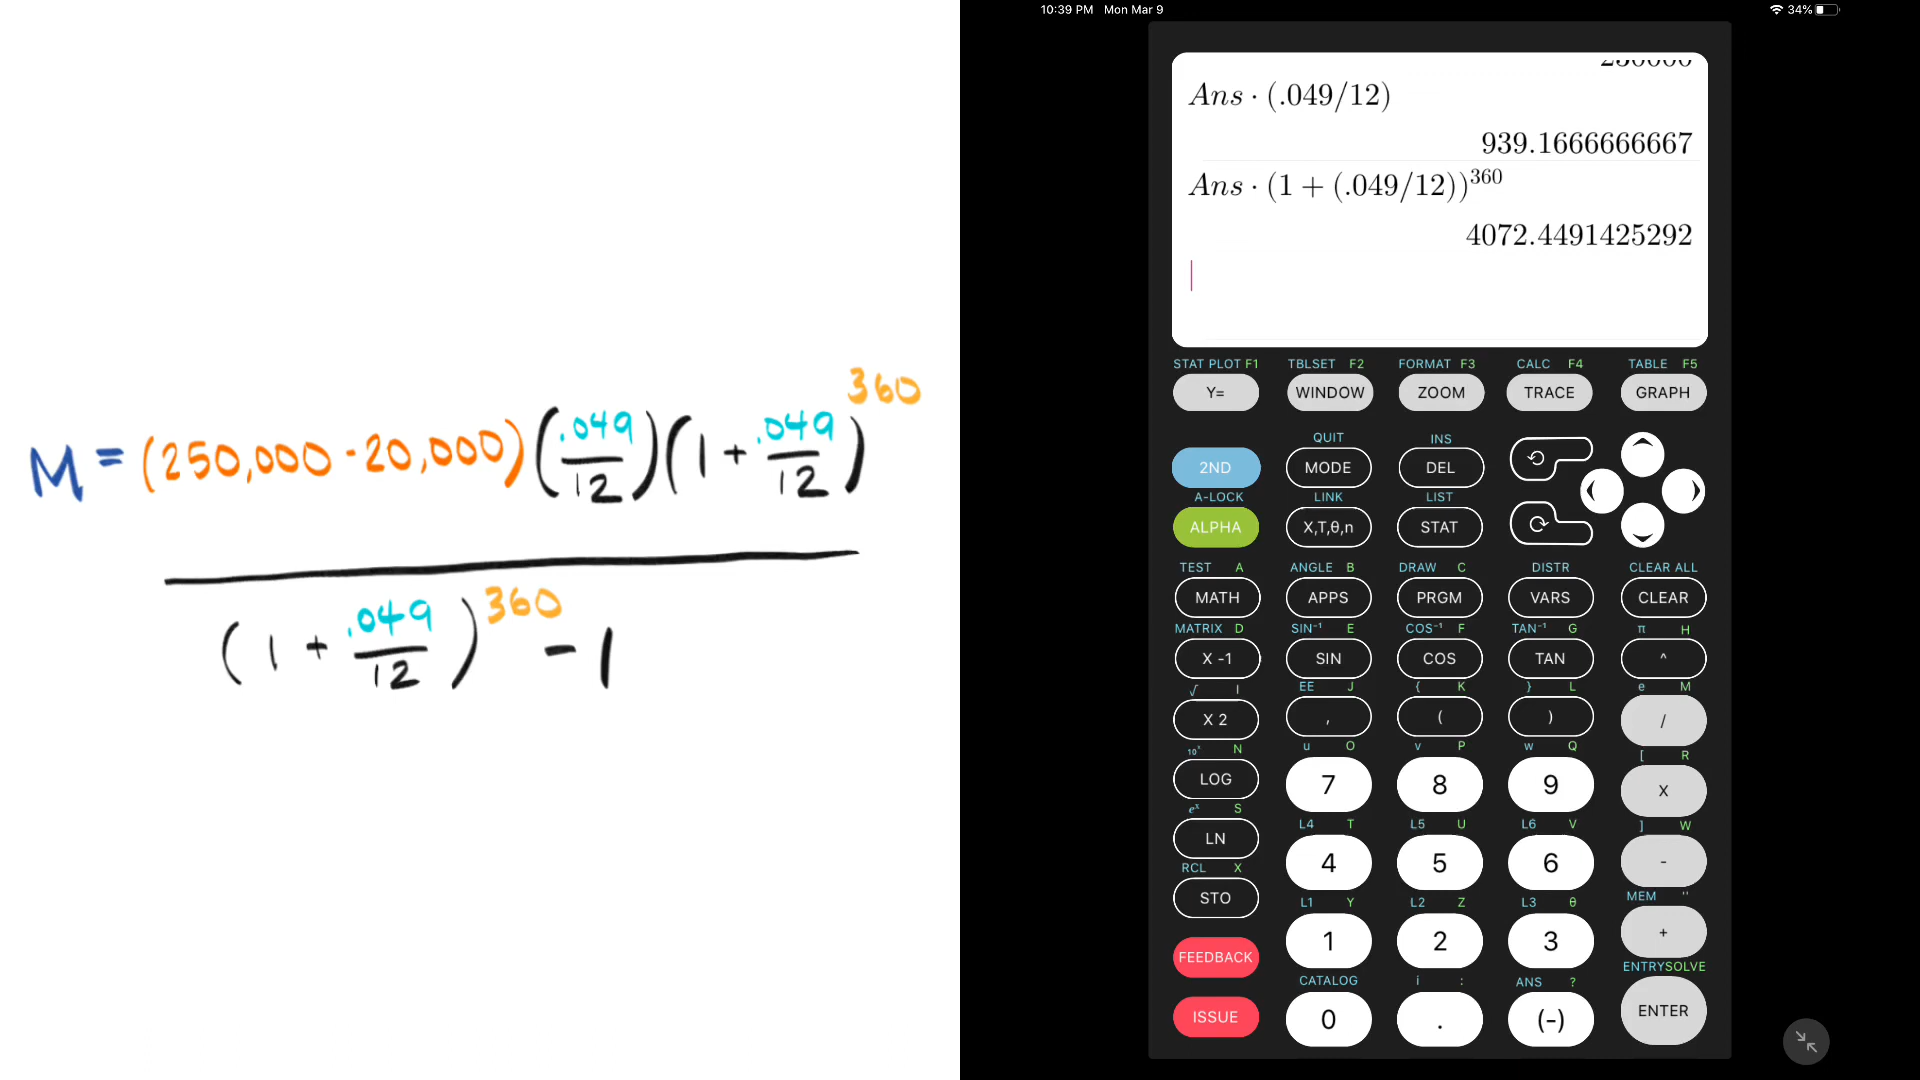 M = (250,000 - 20,000)(.049/12)(1 + .049/12)^360
(1 + .049/12)^360 - 1
10:39 PM Mon Mar 9
34%
230000
Ans · (.049/12)
939.1666666667
Ans · (1 + (.049/12))^360
4072.4491425292
STAT PLOT F1 TBLSET F2 FORMAT F3 CALC F4 TABLE F5
Y= WINDOW ZOOM TRACE GRAPH
QUIT INS
2ND MODE DEL
A-LOCK LINK LIST
ALPHA X,T,θ,n STAT
TEST A ANGLE B DRAW C DISTR CLEAR ALL
MATH APPS PRGM VARS CLEAR
MATRIX D SIN⁻¹ E COS⁻¹ F TAN⁻¹ G π H
X -1 SIN COS TAN ^
√ I EE J { K } L e M
X 2 , ( ) /
10ˣ N u O v P w Q [ R
LOG 7 8 9 X
eˣ S L4 T L5 U L6 V ] W
LN 4 5 6 -
RCL X L1 Y L2 Z L3 θ MEM "
STO 1 2 3 +
FEEDBACK CATALOG i : ANS ? ENTRY SOLVE
ISSUE 0 . (-) ENTER